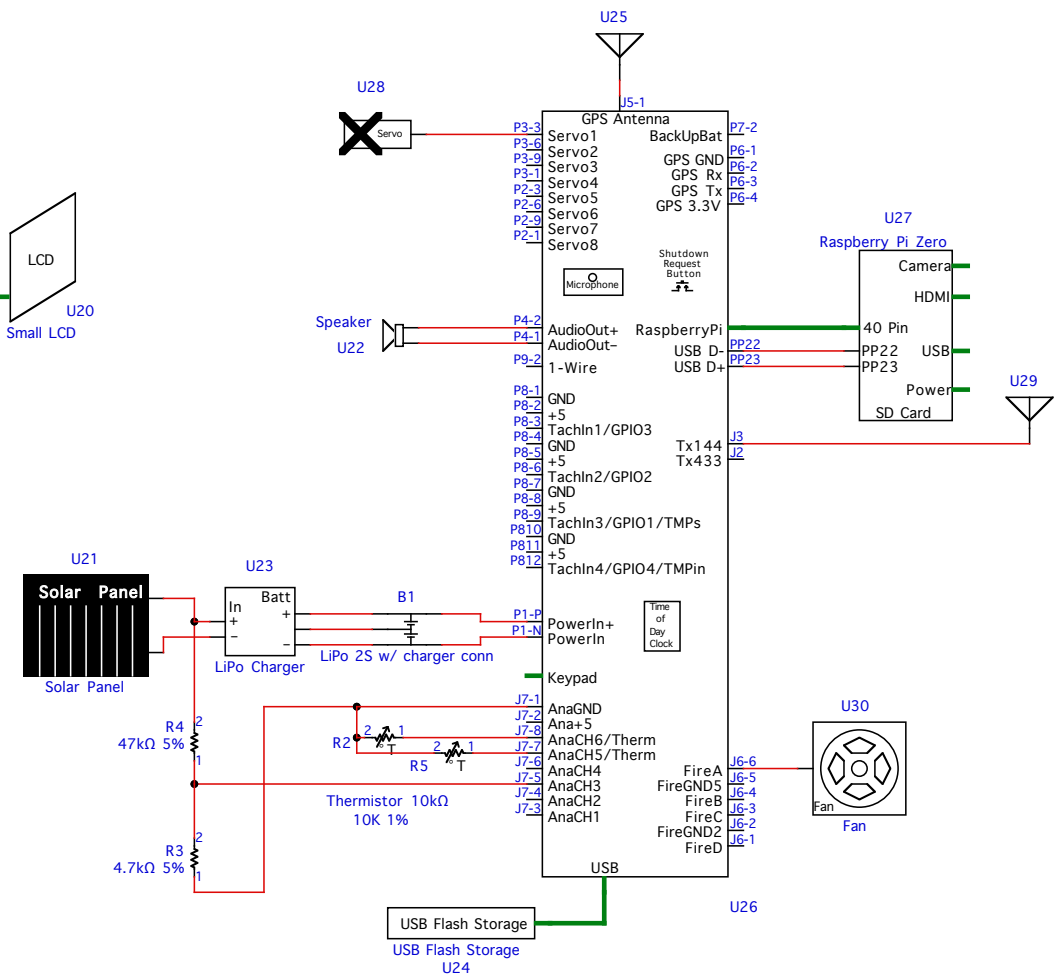 U25
J5-1
GPS Antenna
U28
Servo
P3-3
Servo1
P3-6
Servo2
P3-9
Servo3
P3-1
Servo4
P2-3
Servo5
P2-6
Servo6
P2-9
Servo7
P2-1
Servo8
BackUpBat
P7-2
GPS GND
P6-1
GPS Rx
P6-2
GPS Tx
P6-3
GPS 3.3V
P6-4
LCD
U20
Small LCD
Microphone
Shutdown
Request
Button
U27
Raspberry Pi Zero
Camera
HDMI
40 Pin
PP22
USB
PP23
Power
SD Card
Speaker
U22
P4-2
AudioOut+
P4-1
AudioOut-
P9-2
1-Wire
RaspberryPi
USB D-
PP22
USB D+
PP23
U29
Tx144
J3
Tx433
J2
P8-1
GND
P8-2
+5
P8-3
TachIn1/GPIO3
P8-4
GND
P8-5
+5
P8-6
TachIn2/GPIO2
P8-7
GND
P8-8
+5
P8-9
TachIn3/GPIO1/TMPs
P810
GND
P811
+5
P812
TachIn4/GPIO4/TMPin
U21
Solar Panel
Solar Panel
U23
Batt
In
+
+
-
-
LiPo Charger
B1
LiPo 2S w/ charger conn
P1-P
PowerIn+
P1-N
PowerIn
Time
of
Day
Clock
Keypad
J7-1
AnaGND
J7-2
Ana+5
J7-8
AnaCH6/Therm
J7-7
AnaCH5/Therm
J7-6
AnaCH4
J7-5
AnaCH3
J7-4
AnaCH2
J7-3
AnaCH1
R4
47kΩ 5%
2
1
R2
2
1
°T
R5
2
1
°T
Thermistor 10kΩ
10K 1%
R3
4.7kΩ 5%
2
1
U30
Fan
Fan
FireA
J6-6
FireGND5
J6-5
FireB
J6-4
FireC
J6-3
FireGND2
J6-2
FireD
J6-1
USB
U26
USB Flash Storage
USB Flash Storage
U24